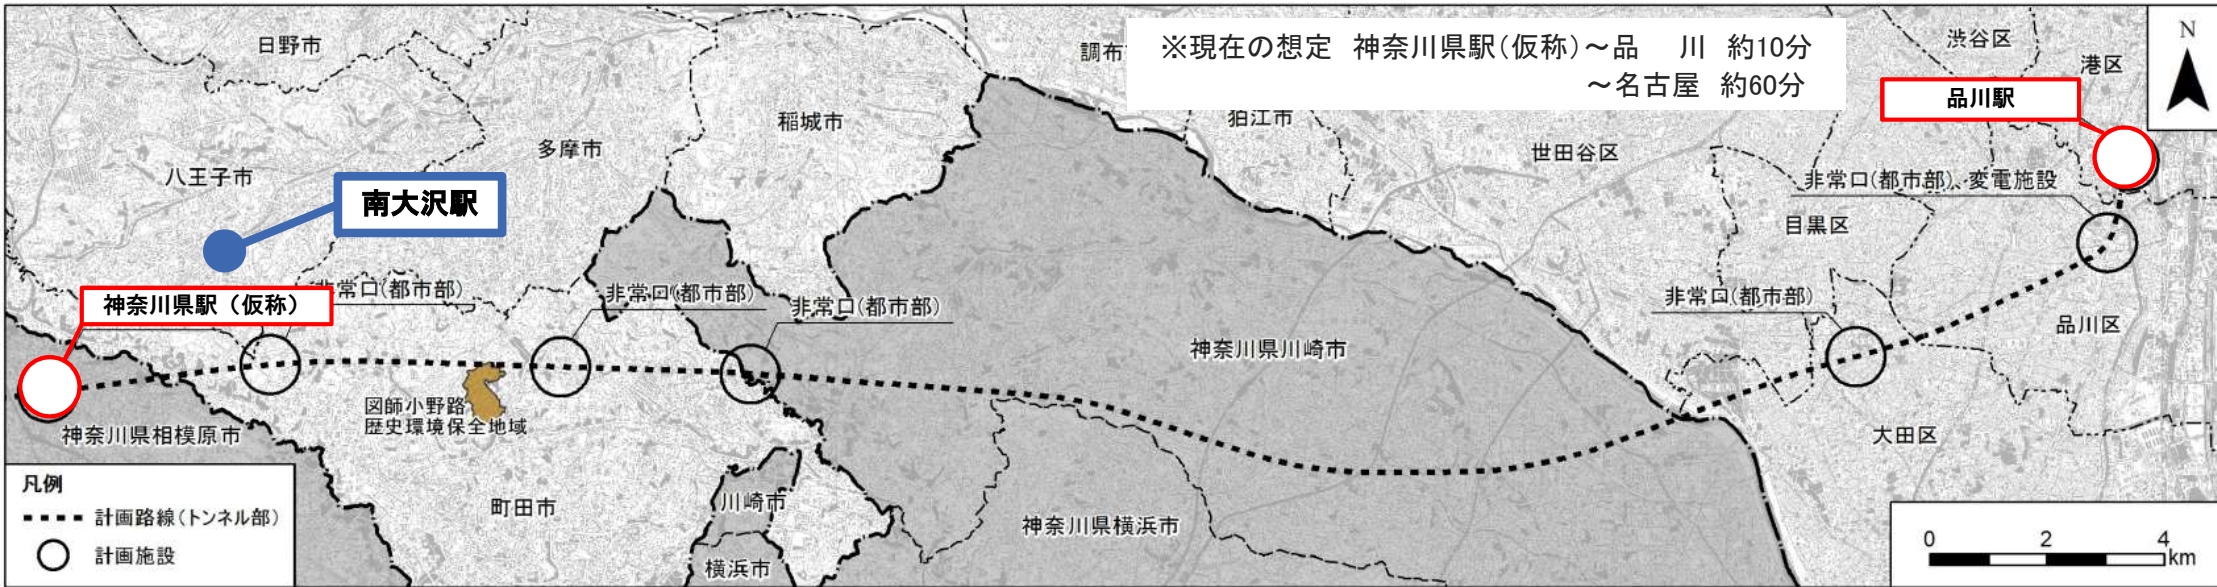 ※現在の想定 神奈川県駅(仮称)～品 川 約10分
～名古屋 約60分
日野市
調布
渋谷区
港区
N
品川駅
稲城市
狛江市
多摩市
世田谷区
八王子市
南大沢駅
非常口(都市部)、変電施設
目黒区
神奈川県駅（仮称）
非常口(都市部)
非常口(都市部)
非常口(都市部)
非常口(都市部)
品川区
神奈川県川崎市
図師小野路
歴史環境保全地域
神奈川県相模原市
大田区
凡例
計画路線(トンネル部)
計画施設
町田市
川崎市
横浜市
神奈川県横浜市
0 2 4
km